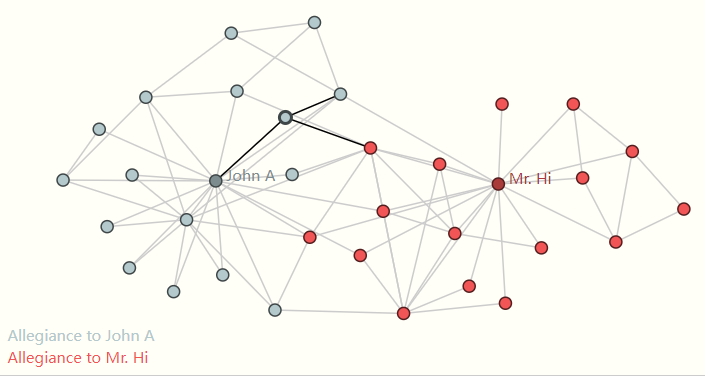 John A
Mr. Hi
Allegiance to John A
Allegiance to Mr. Hi